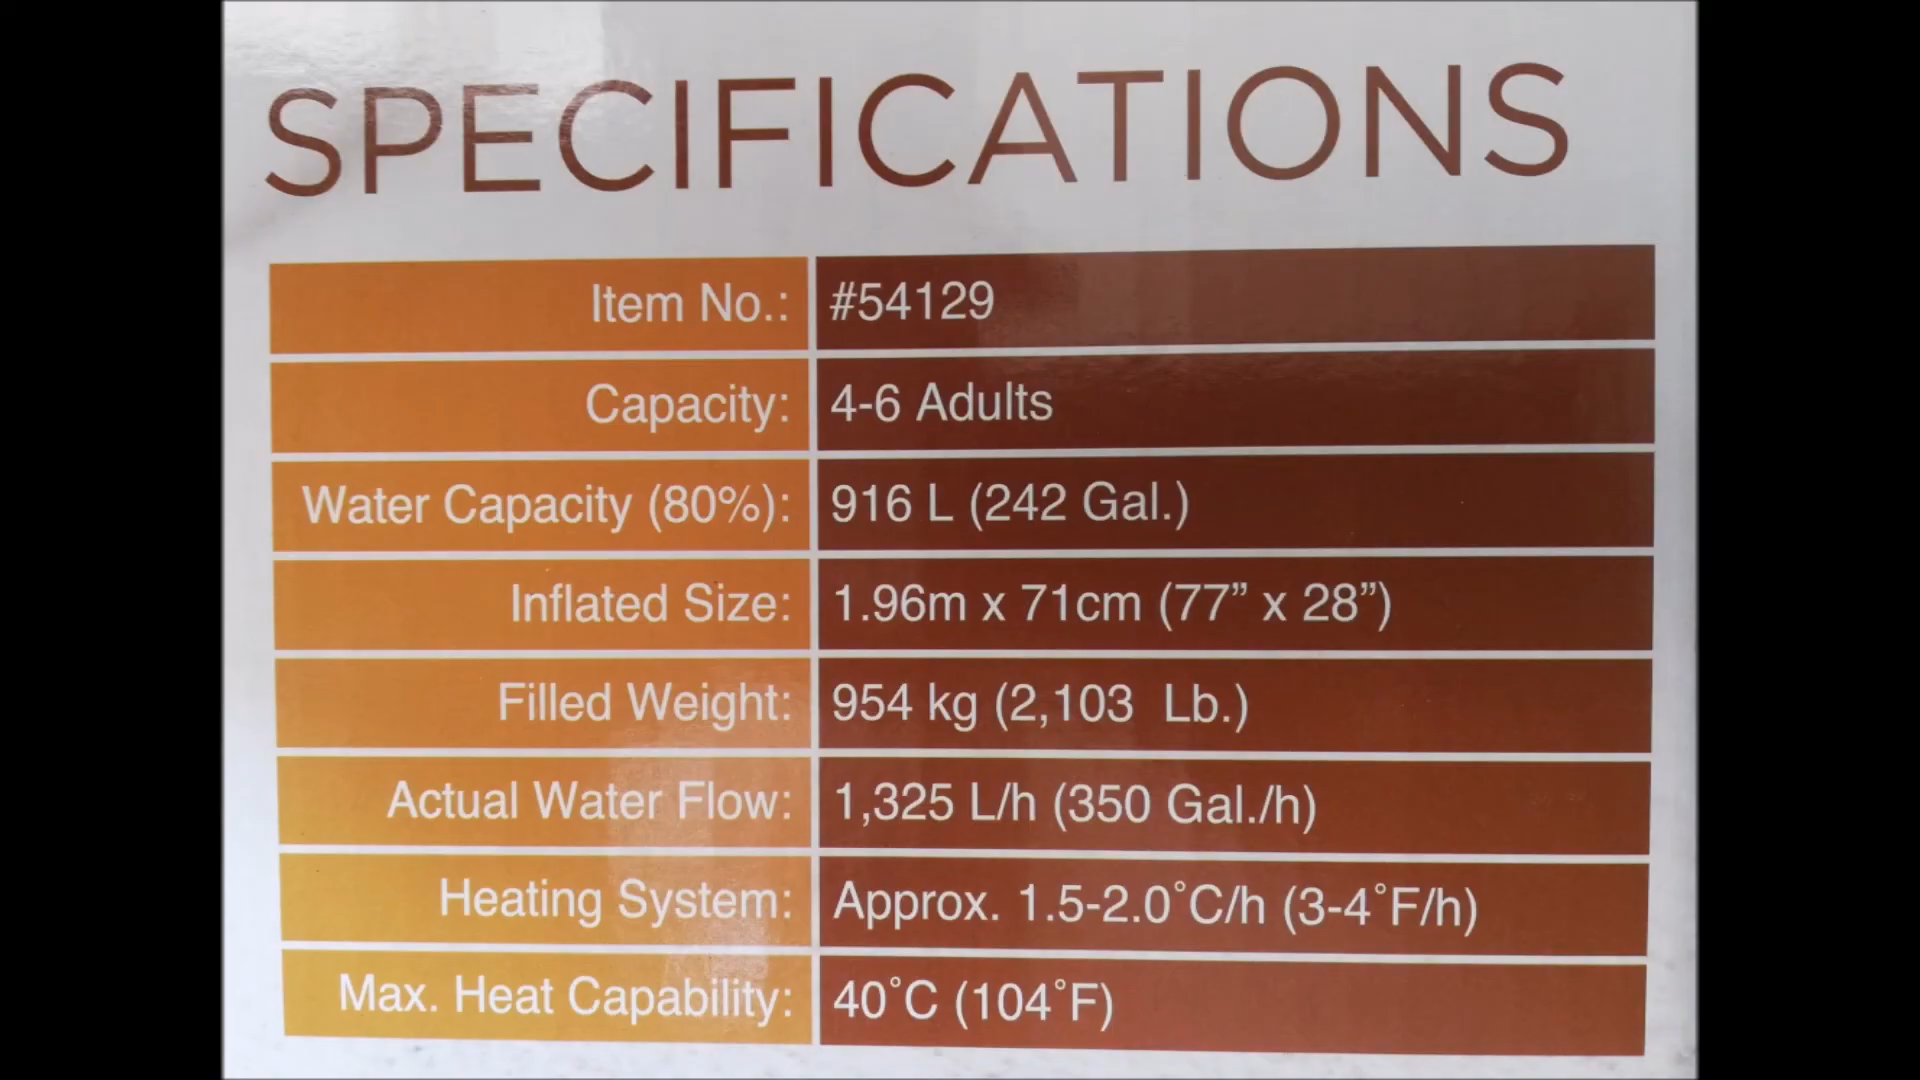 SPECIFICATIONS
Item No.: #54129
Capacity: 4-6 Adults
Water Capacity (80%): 916 L (242 Gal.)
Inflated Size: 1.96m x 71cm (77” x 28”)
Filled Weight: 954 kg (2,103 Lb.)
Actual Water Flow: 1,325 L/h (350 Gal./h)
Heating System: Approx. 1.5-2.0˚C/h (3-4˚F/h)
Max. Heat Capability: 40˚C (104˚F)